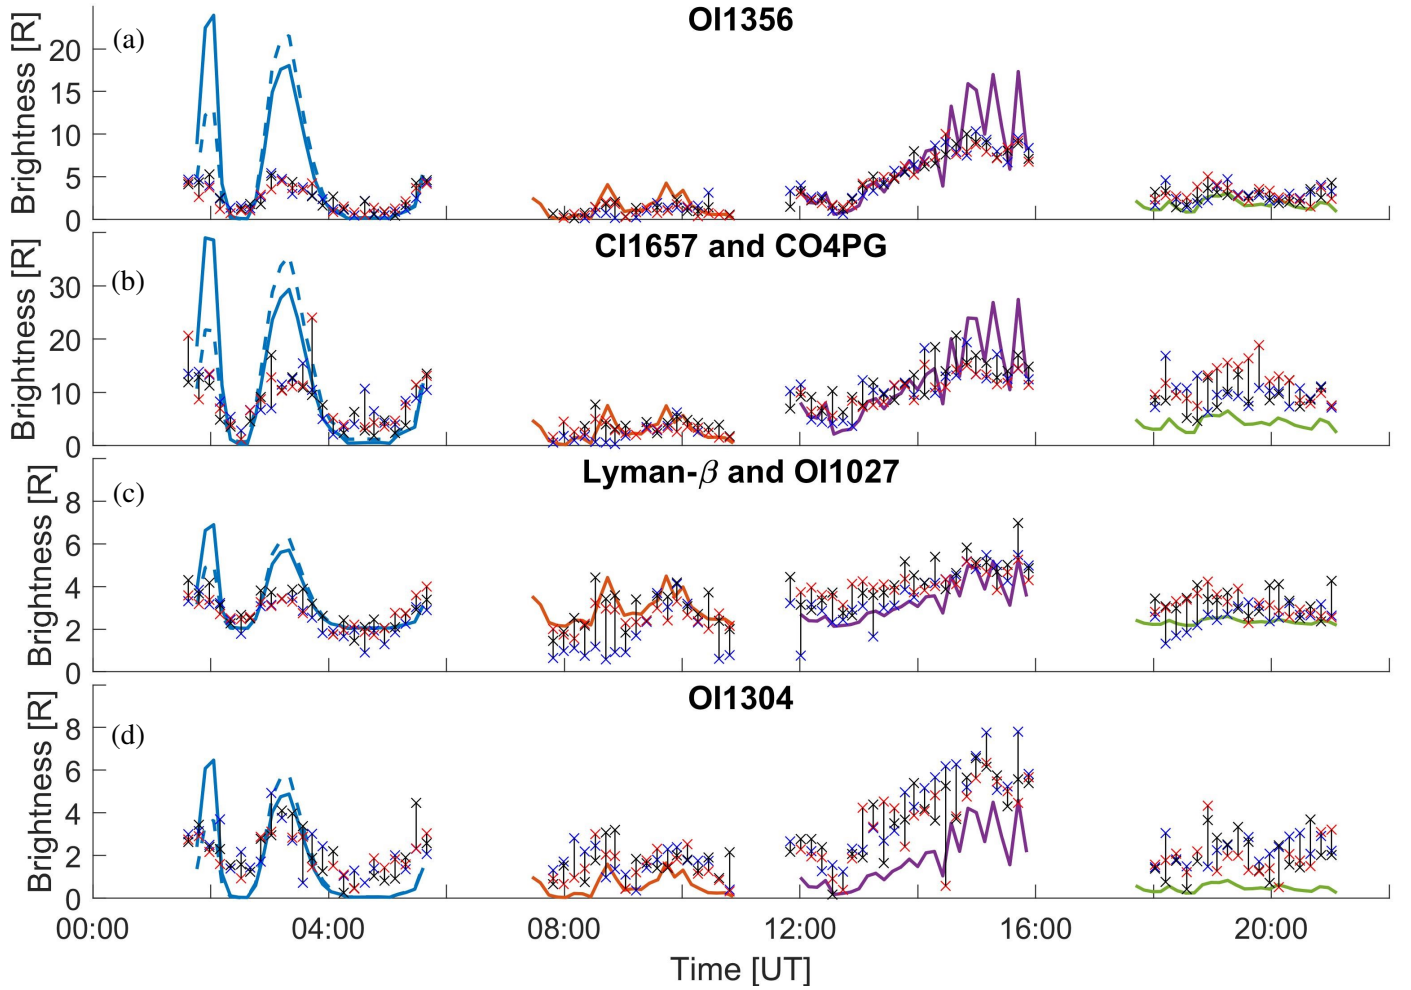 OI1356
(a)
Brightness [R]
20
15
10
5
0
CI1657 and CO4PG
(b)
Brightness [R]
30
20
10
0
Lyman-β and OI1027
(c)
Brightness [R]
8
6
4
2
0
OI1304
(d)
Brightness [R]
8
6
4
2
0
00:00 04:00 08:00 12:00 16:00 20:00
Time [UT]